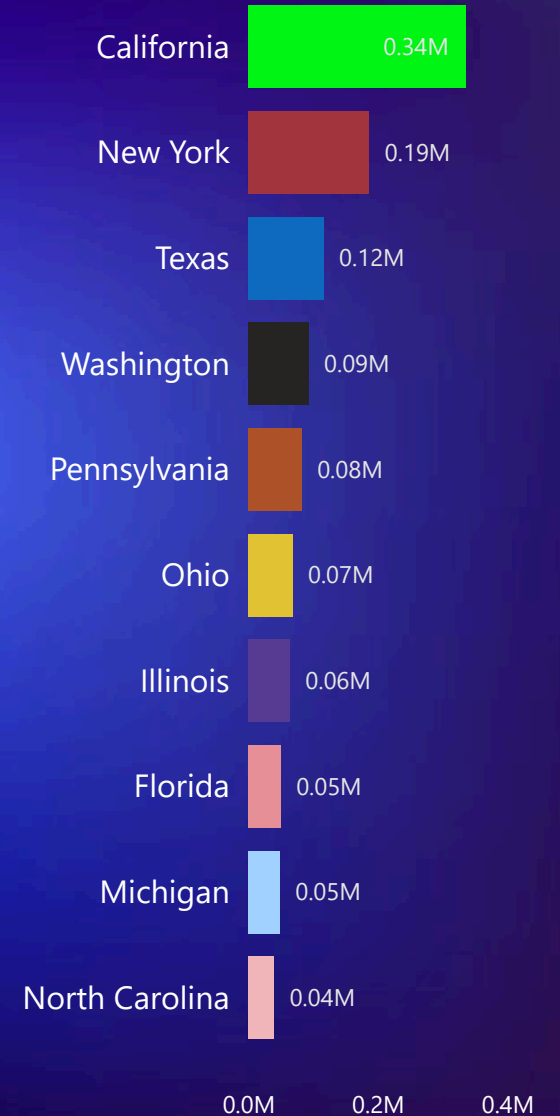 California 0.34M
New York 0.19M
Texas 0.12M
Washington 0.09M
Pennsylvania 0.08M
Ohio 0.07M
Illinois 0.06M
Florida 0.05M
Michigan 0.05M
North Carolina 0.04M
0.0M 0.2M 0.4M